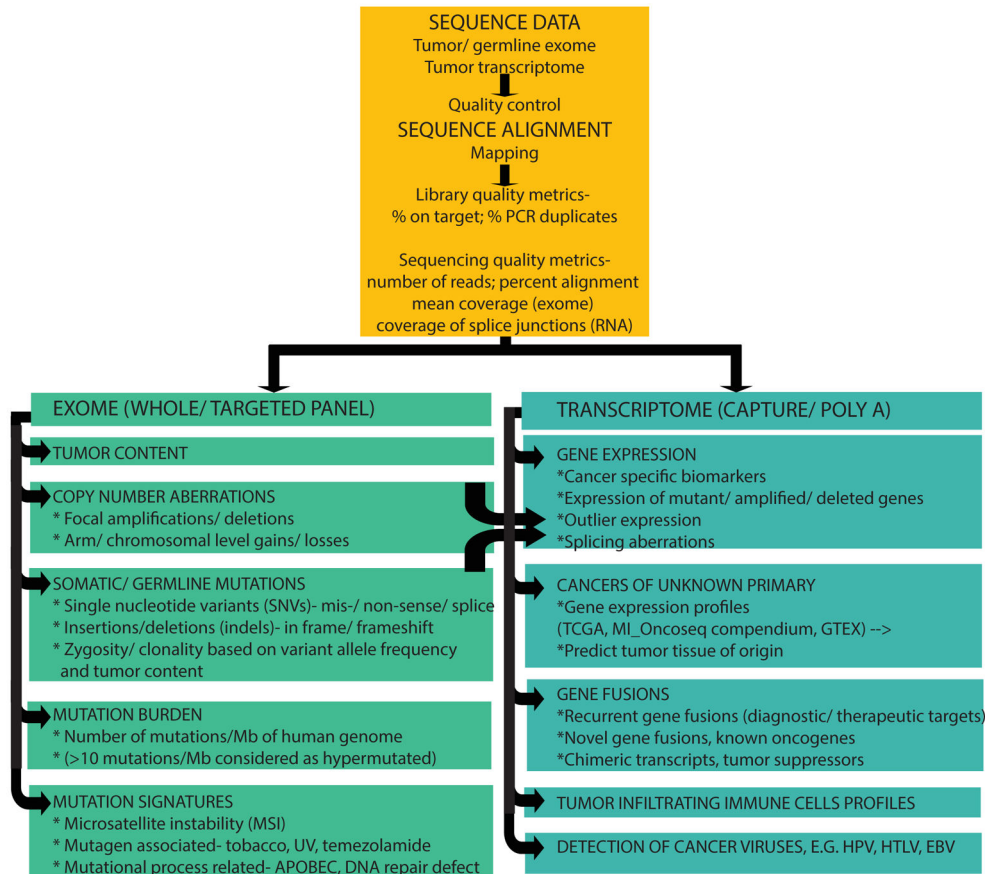 SEQUENCE DATA
Tumor/ germline exome
Tumor transcriptome
Quality control
SEQUENCE ALIGNMENT
Mapping
Library quality metrics-
% on target; % PCR duplicates
Sequencing quality metrics-
number of reads; percent alignment
mean coverage (exome)
coverage of splice junctions (RNA)
EXOME (WHOLE/ TARGETED PANEL)
TUMOR CONTENT
COPY NUMBER ABERRATIONS
* Focal amplifications/ deletions
* Arm/ chromosomal level gains/ losses
SOMATIC/ GERMLINE MUTATIONS
* Single nucleotide variants (SNVs)- mis-/ non-sense/ splice
* Insertions/deletions (indels)- in frame/ frameshift
* Zygosity/ clonality based on variant allele frequency
and tumor content
MUTATION BURDEN
* Number of mutations/Mb of human genome
* (>10 mutations/Mb considered as hypermutated)
MUTATION SIGNATURES
* Microsatellite instability (MSI)
* Mutagen associated- tobacco, UV, temezolamide
* Mutational process related- APOBEC, DNA repair defect
TRANSCRIPTOME (CAPTURE/ POLY A)
GENE EXPRESSION
*Cancer specific biomarkers
*Expression of mutant/ amplified/ deleted genes
*Outlier expression
*Splicing aberrations
CANCERS OF UNKNOWN PRIMARY
*Gene expression profiles
(TCGA, MI_Oncoseq compendium, GTEX) -->
*Predict tumor tissue of origin
GENE FUSIONS
*Recurrent gene fusions (diagnostic/ therapeutic targets)
*Novel gene fusions, known oncogenes
*Chimeric transcripts, tumor suppressors
TUMOR INFILTRATING IMMUNE CELLS PROFILES
DETECTION OF CANCER VIRUSES, E.G. HPV, HTLV, EBV